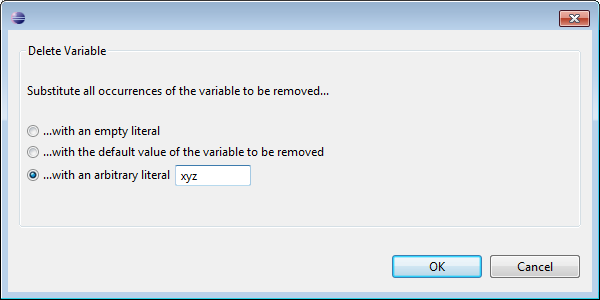 Delete Variable
Substitute all occurrences of the variable to be removed...
...with an empty literal
...with the default value of the variable to be removed
...with an arbitrary literal xyz
OK Cancel